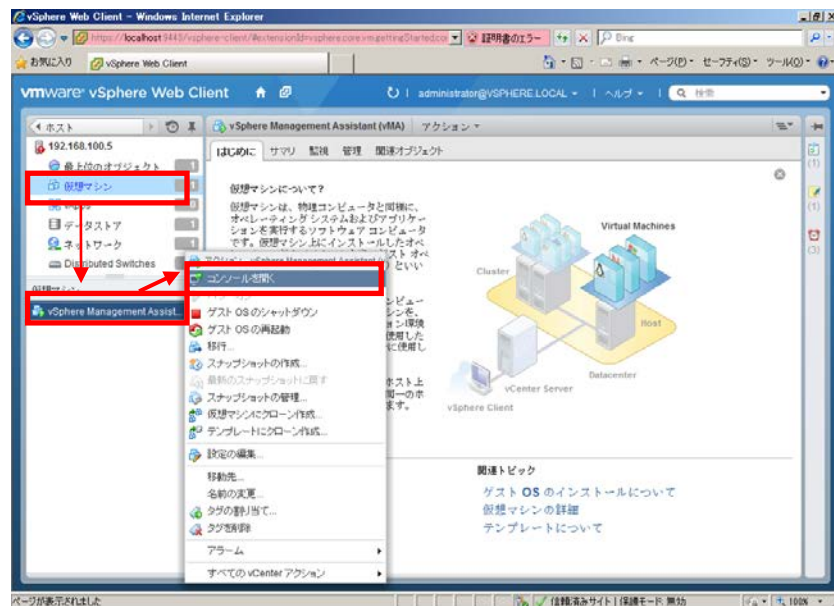 vSphere Web Client - Windows Internet Explorer
https://localhost:9443/vsphere-client/#extensionId=vsphere.core.vm.gettingStarted;co
証明書のエラー
Bing
お気に入り
vSphere Web Client
ページ(P)
セーフティ(S)
ツール(O)
vmware® vSphere Web Client
administrator@VSPHERE.LOCAL
ヘルプ
検索
ホスト
vSphere Management Assistant (vMA)
アクション
192.168.100.5
最上位のオブジェクト
1
仮想マシン
データストア
1
ネットワーク
1
Distributed Switches
1
vSphere Management Assist...
はじめに
サマリ
監視
管理
関連オブジェクト
仮想マシンについて?
仮想マシンは、物理コンピュータと同様に、
オペレーティング システムおよびアプリケー
ションを実行するソフトウェア コンピュータ
です。仮想マシン上にインストールしたオペ
コンソールを開く
ゲスト OS のシャットダウン
ゲスト OS の再起動
移行...
スナップショットの作成...
最新のスナップショットに戻す
スナップショットの管理...
仮想マシンにクローン作成...
テンプレートにクローン作成...
設定の編集...
移動先...
名前の変更...
タグの割り当て...
タグを削除
アラーム
すべての vCenter アクション
Virtual Machines
Cluster
Host
Datacenter
vCenter Server
vSphere Client
関連トピック
ゲスト OS のインストールについて
仮想マシンの詳細
テンプレートについて
(1)
(1)
(3)
ページが表示されました
信頼済みサイト | 保護モード: 無効
100%